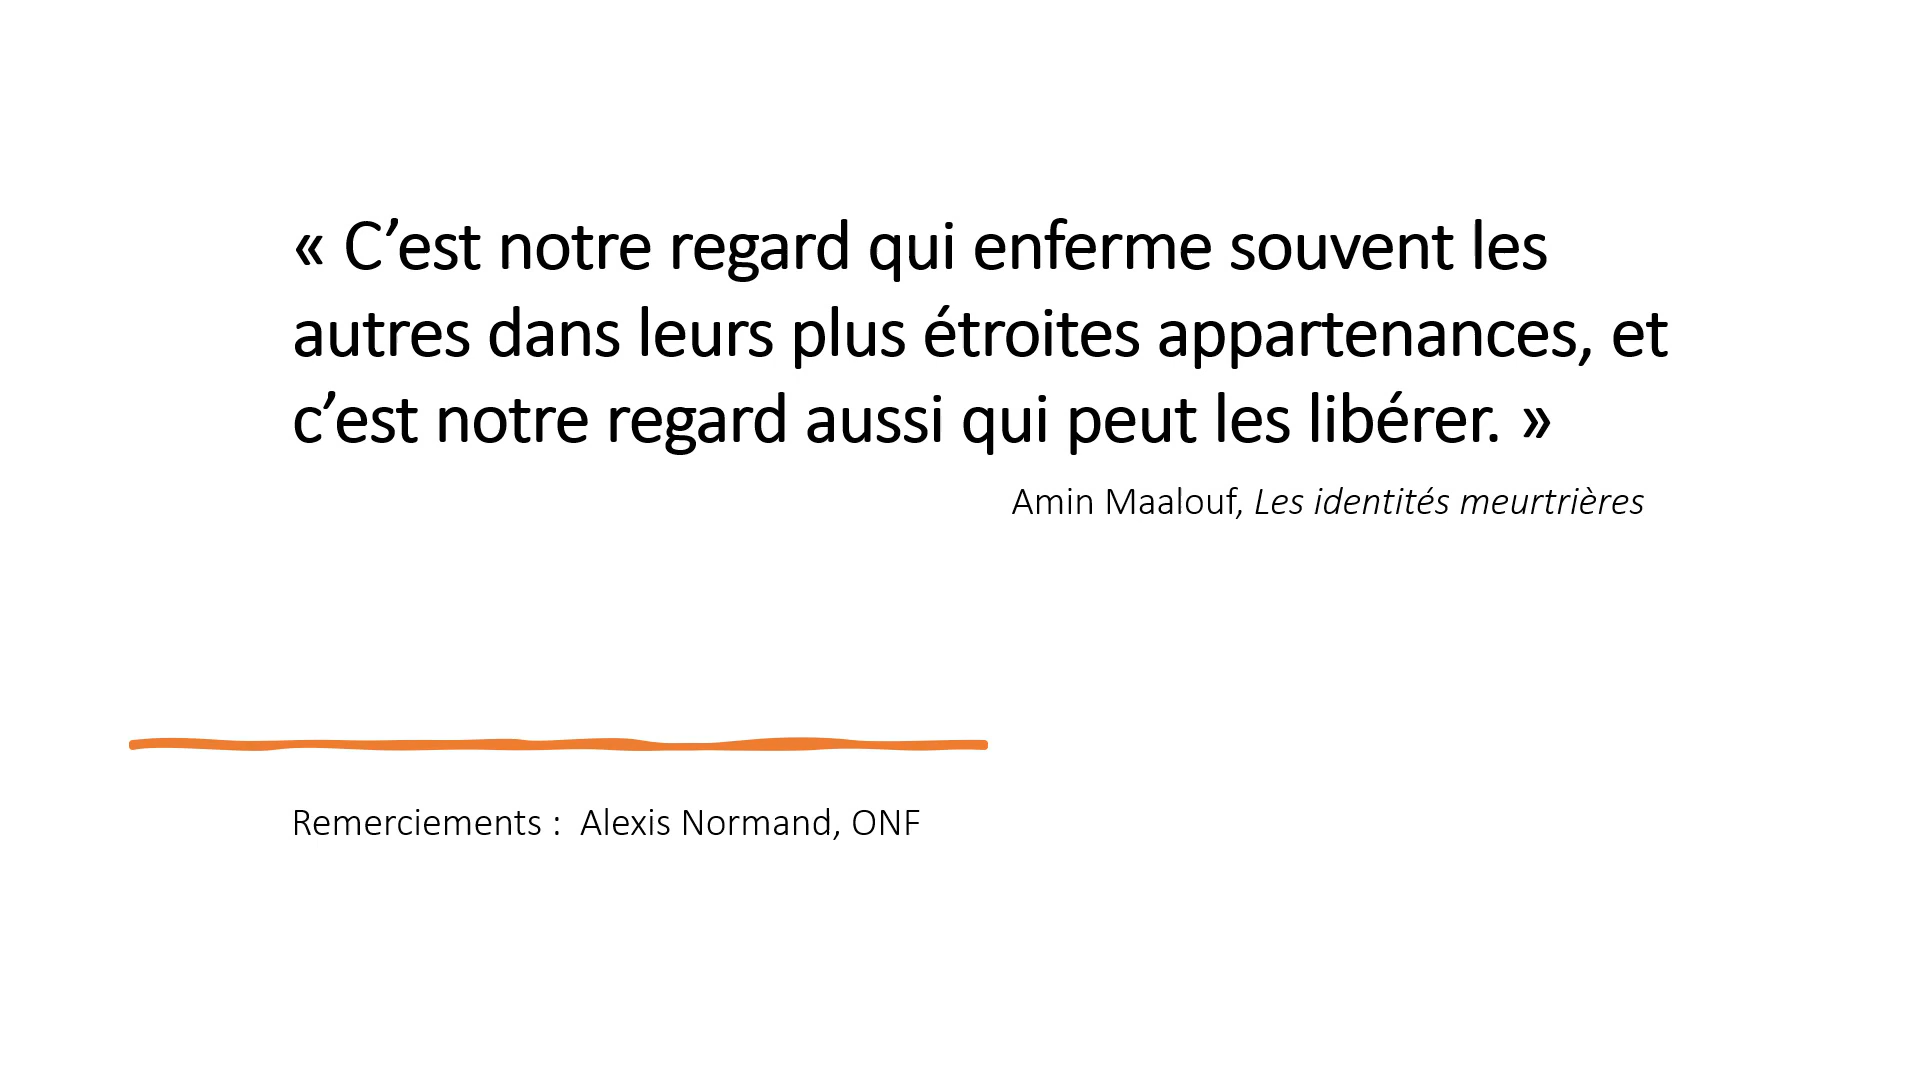 « C’est notre regard qui enferme souvent les
autres dans leurs plus étroites appartenances, et
c’est notre regard aussi qui peut les libérer. »
Amin Maalouf, Les identités meurtrières
Remerciements :  Alexis Normand, ONF